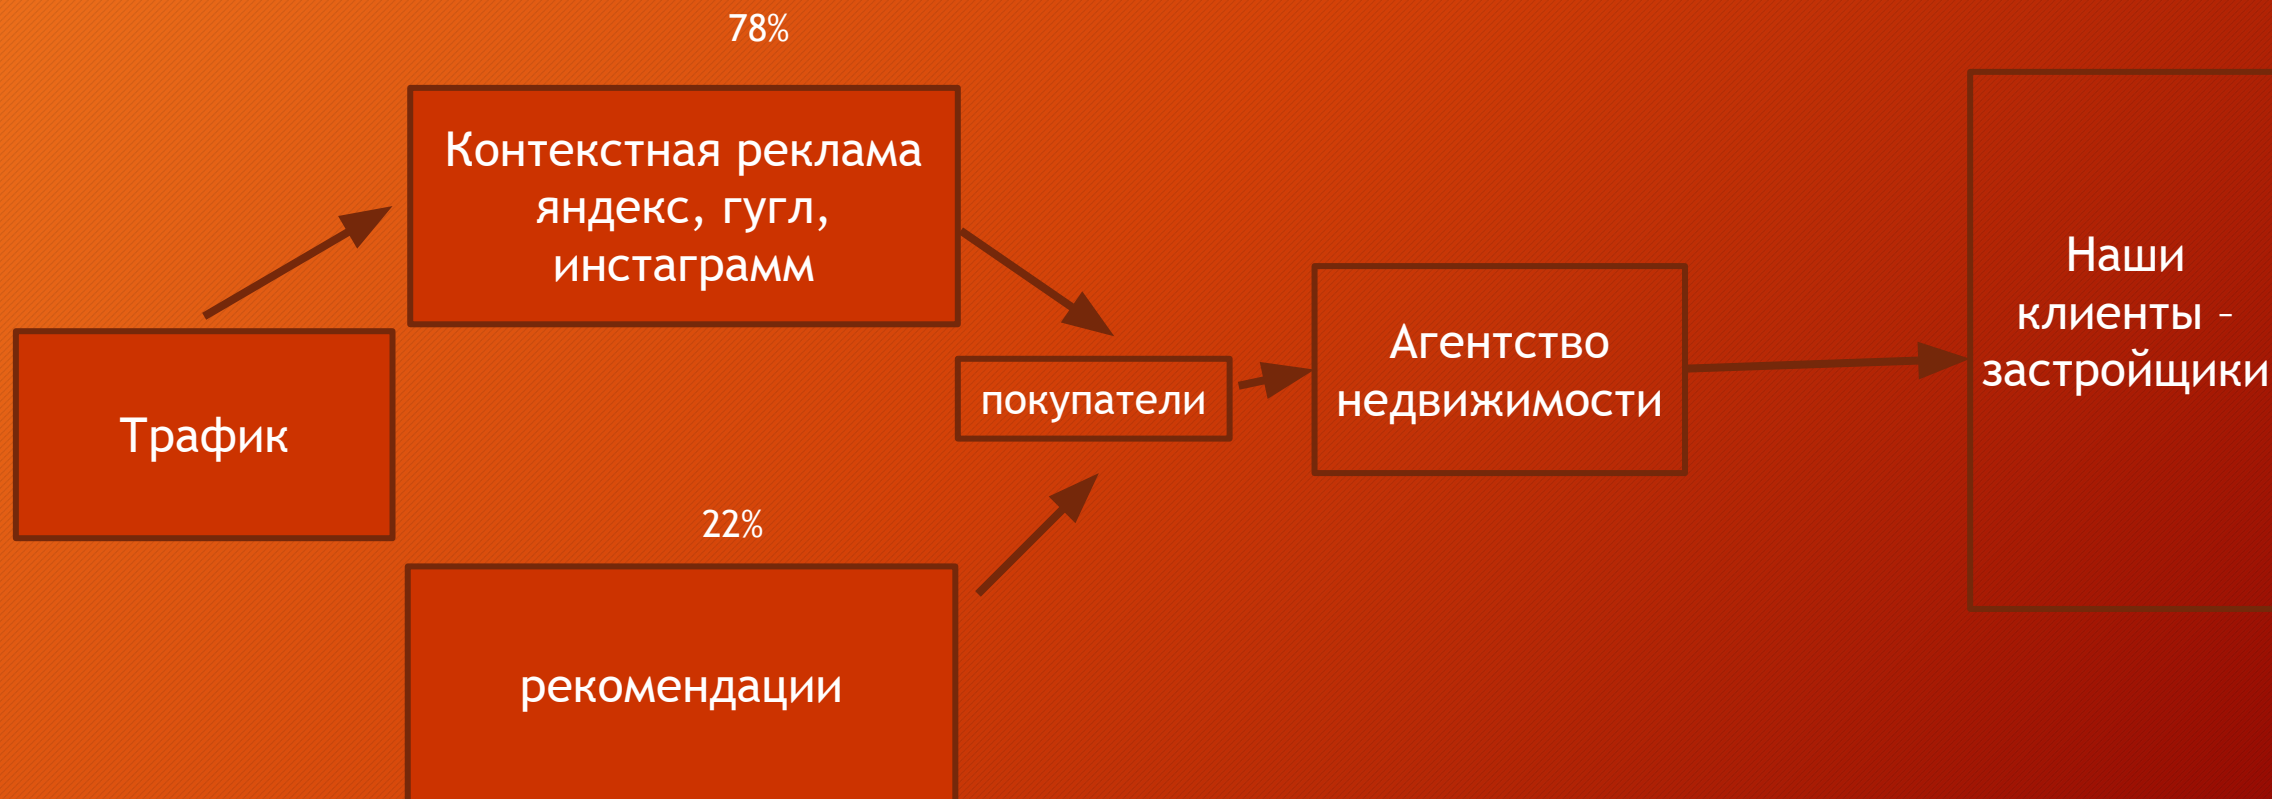 78%
Контекстная реклама
яндекс, гугл,
инстаграмм
Трафик
покупатели
Агентство
недвижимости
Наши
клиенты -
застройщики
22%
рекомендации